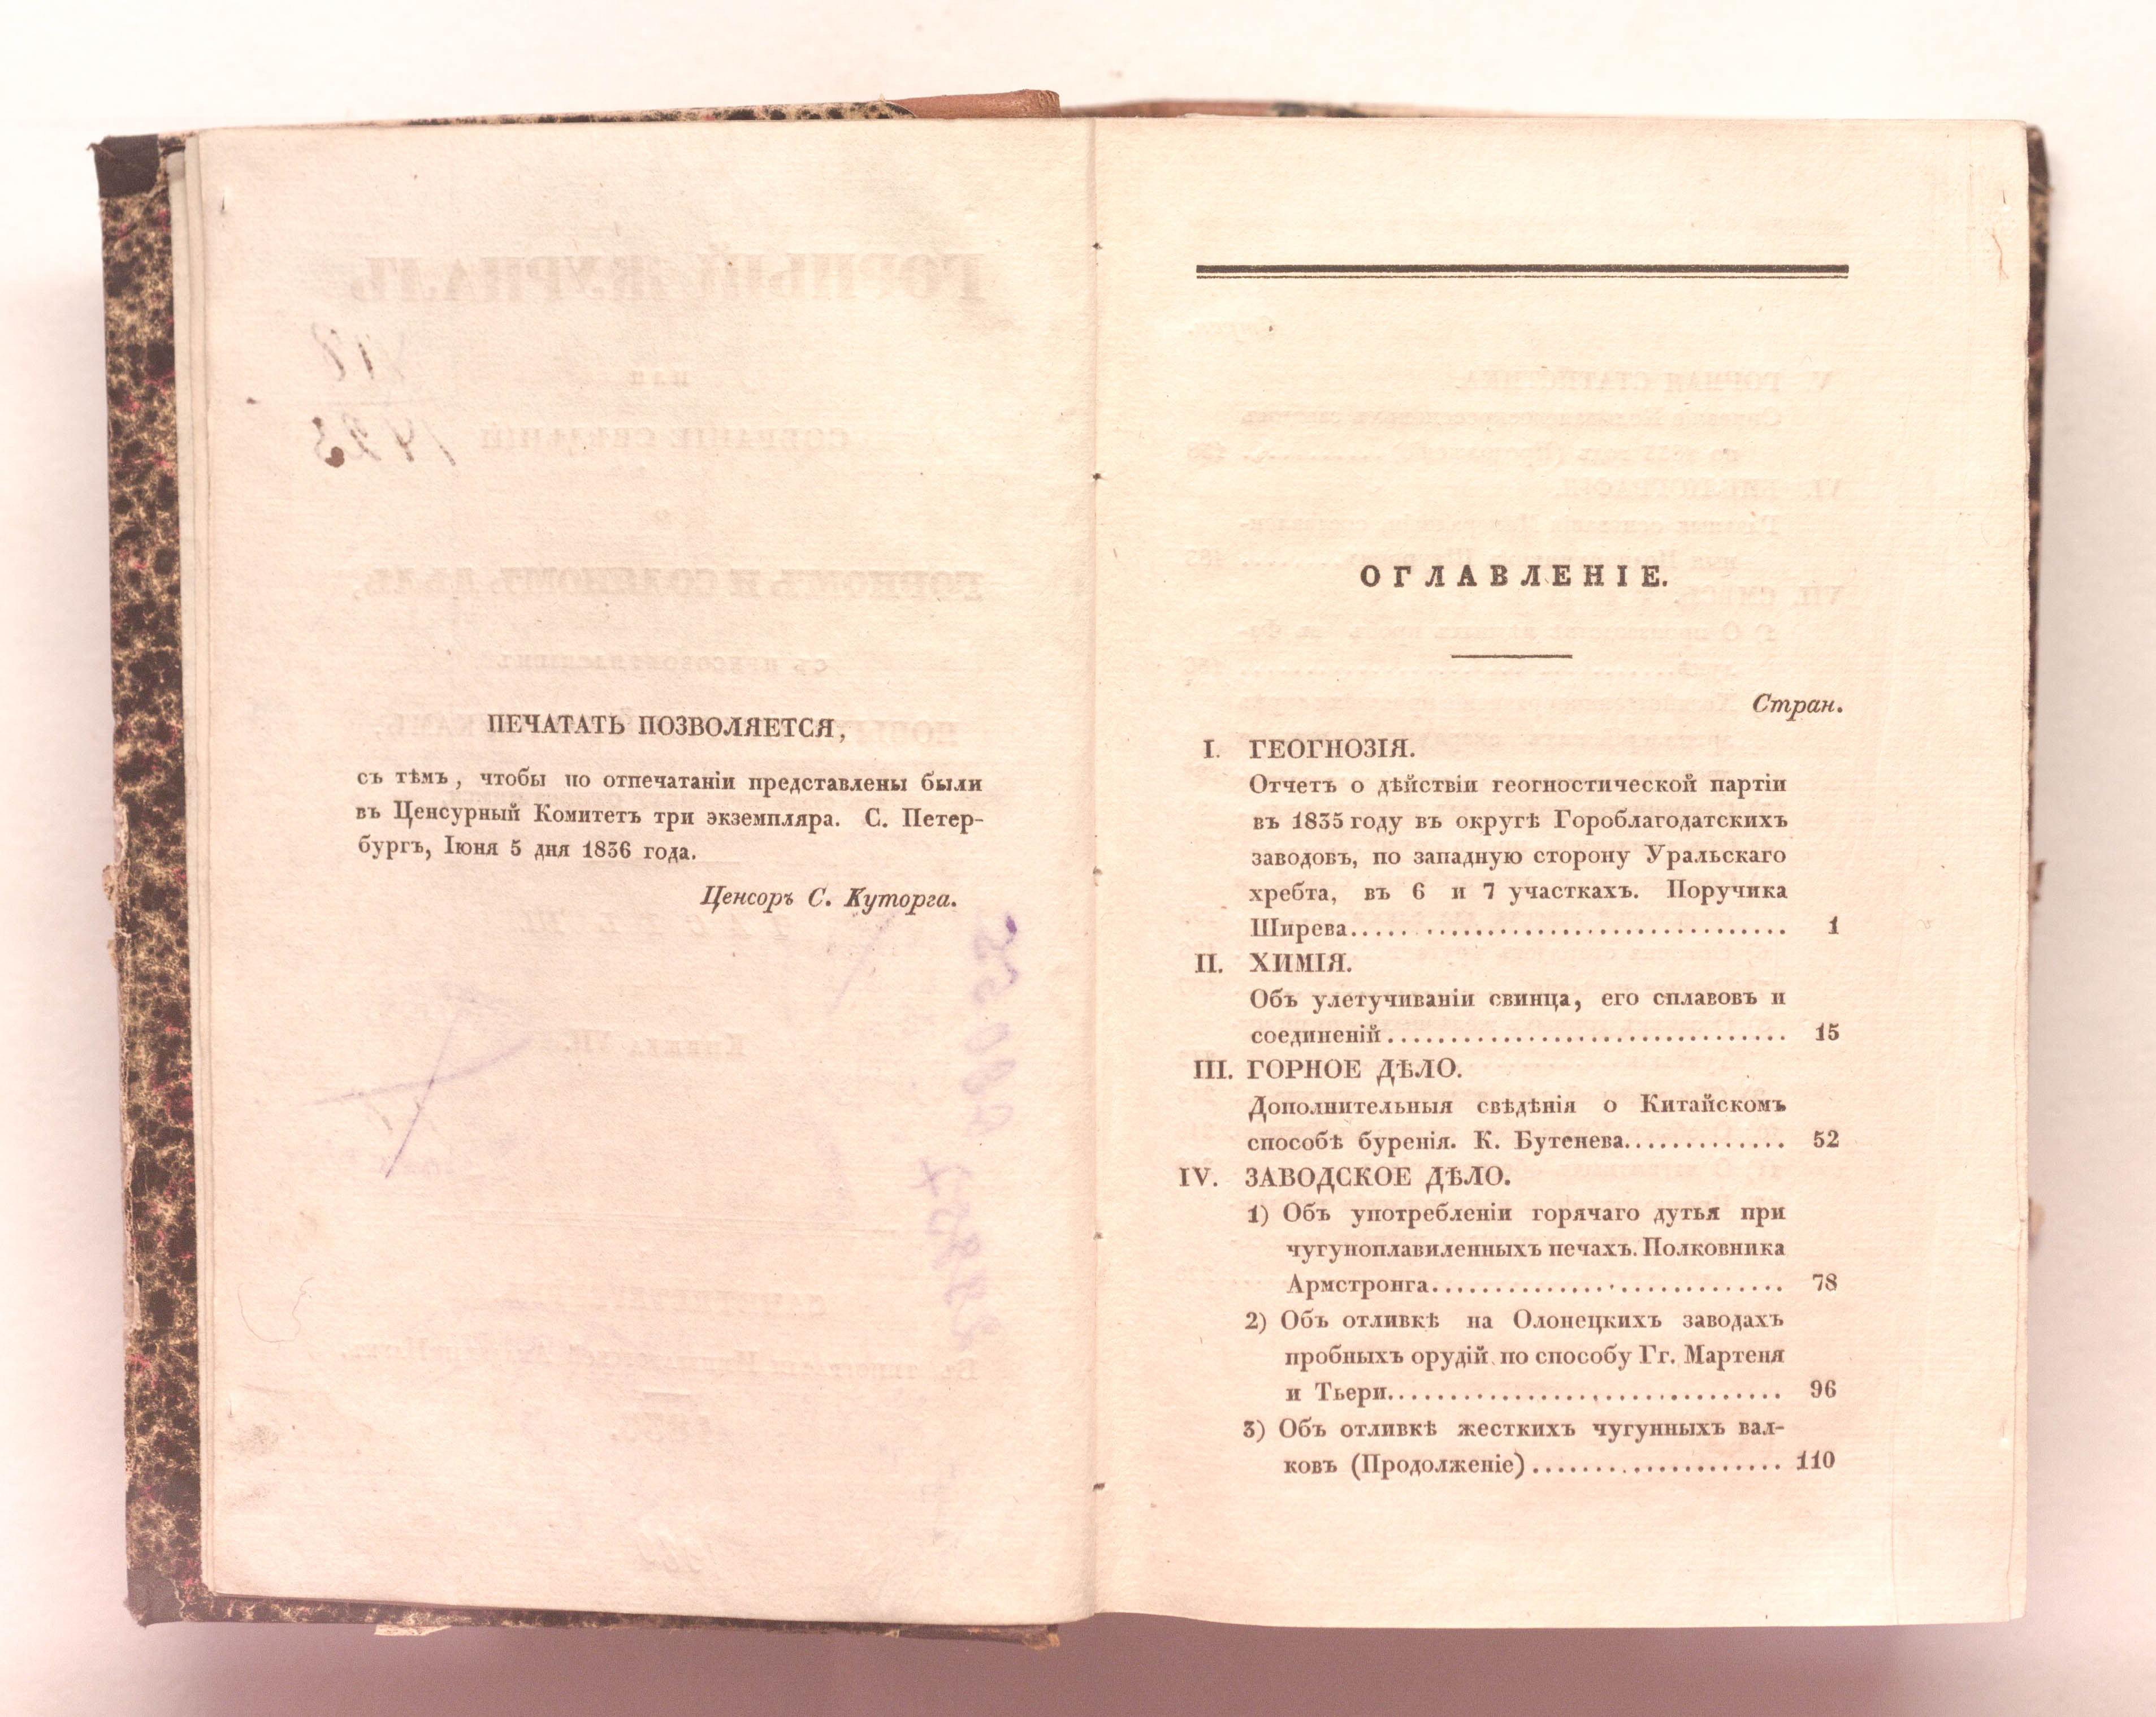 ПЕЧАТАТЬ ПОЗВОЛЯЕТСЯ,
съ тѣмъ, чтобы по отпечатаніи представлены были
въ Ценсурный Комитетъ три экземпляра. С. Петер-
бургъ, Іюня 5 дня 1836 года.
Ценсоръ С. Куторга.
ОГЛАВЛЕНІЕ.
Стран.
I. ГЕОГНОЗІЯ.
Отчетъ о дѣйствіи геогностической партіи
въ 1835 году въ округѣ Гороблагодатскихъ
заводовъ, по западную сторону Уральскаго
хребта, въ 6 и 7 участкахъ. Поручика
Ширева....................................... 1
II. ХИМІЯ.
Объ улетучиваніи свинца, его сплавовъ и
соединеній................................ 15
III. ГОРНОЕ ДѢЛО.
Дополнительныя свѣдѣнія о Китайскомъ
способѣ буренія. К. Бутенева............. 52
IV. ЗАВОДСКОЕ ДѢЛО.
1) Объ употребленіи горячаго дутья при
чугуноплавиленныхъ печахъ. Полковника
Армстронга............................. 78
2) Объ отливкѣ на Олонецкихъ заводахъ
пробныхъ орудій по способу Гг. Мартеня
и Тьери................................ 96
3) Объ отливкѣ жесткихъ чугунныхъ вал-
ковъ (Продолженіе).................... 110